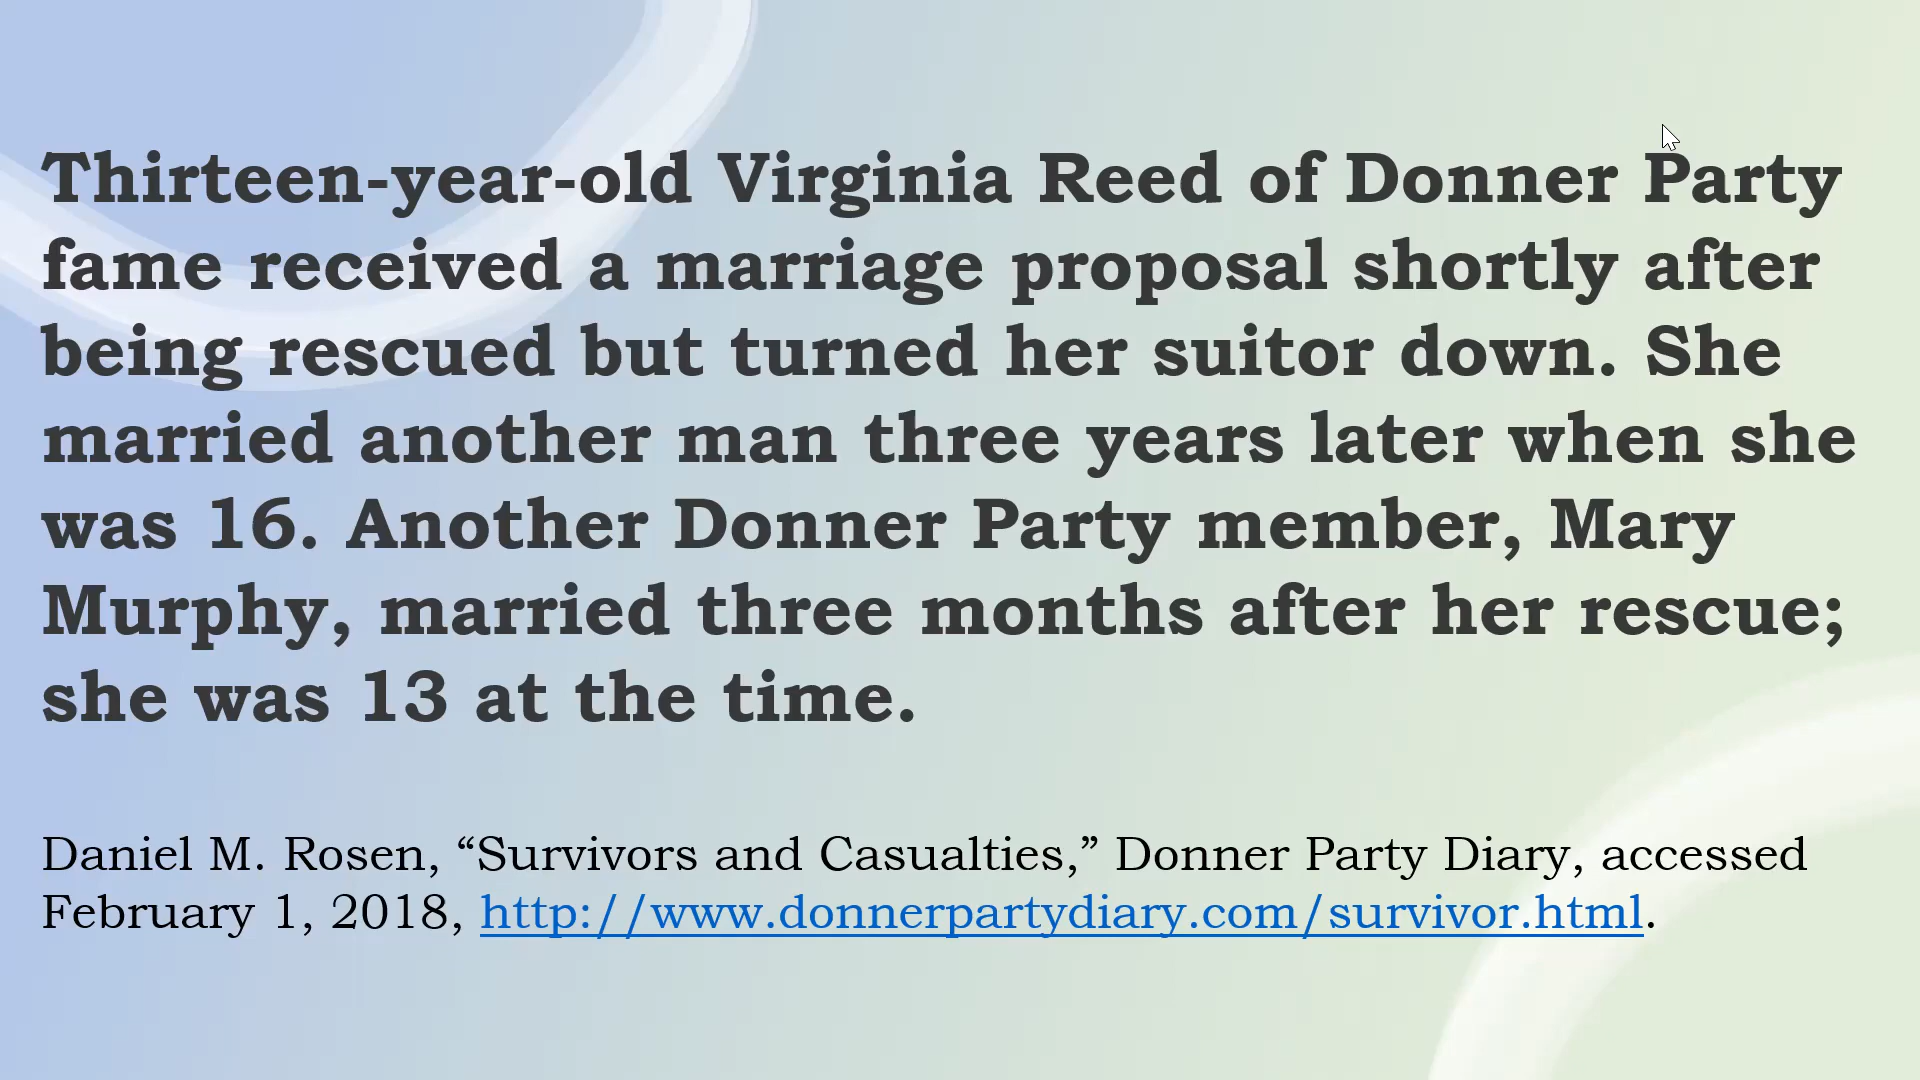 Thirteen-year-old Virginia Reed of Donner Party
fame received a marriage proposal shortly after
being rescued but turned her suitor down. She
married another man three years later when she
was 16. Another Donner Party member, Mary
Murphy, married three months after her rescue;
she was 13 at the time.
Daniel M. Rosen, “Survivors and Casualties,” Donner Party Diary, accessed
February 1, 2018, http://www.donnerpartydiary.com/survivor.html.